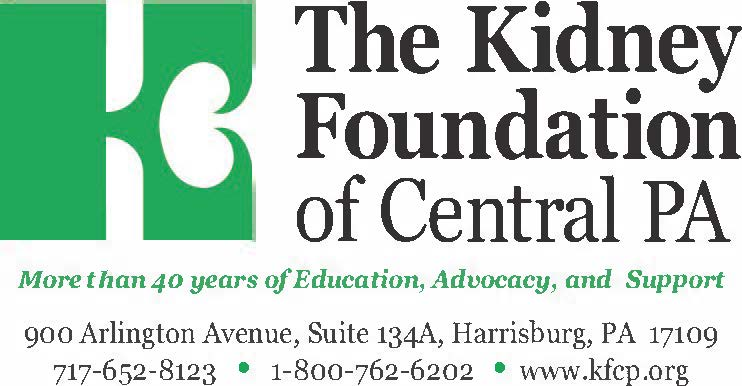 The Kidney
Foundation
of Central PA
More than 40 years of Education, Advocacy, and Support
900 Arlington Avenue, Suite 134A, Harrisburg, PA 17109
717-652-8123 • 1-800-762-6202 • www.kfcp.org